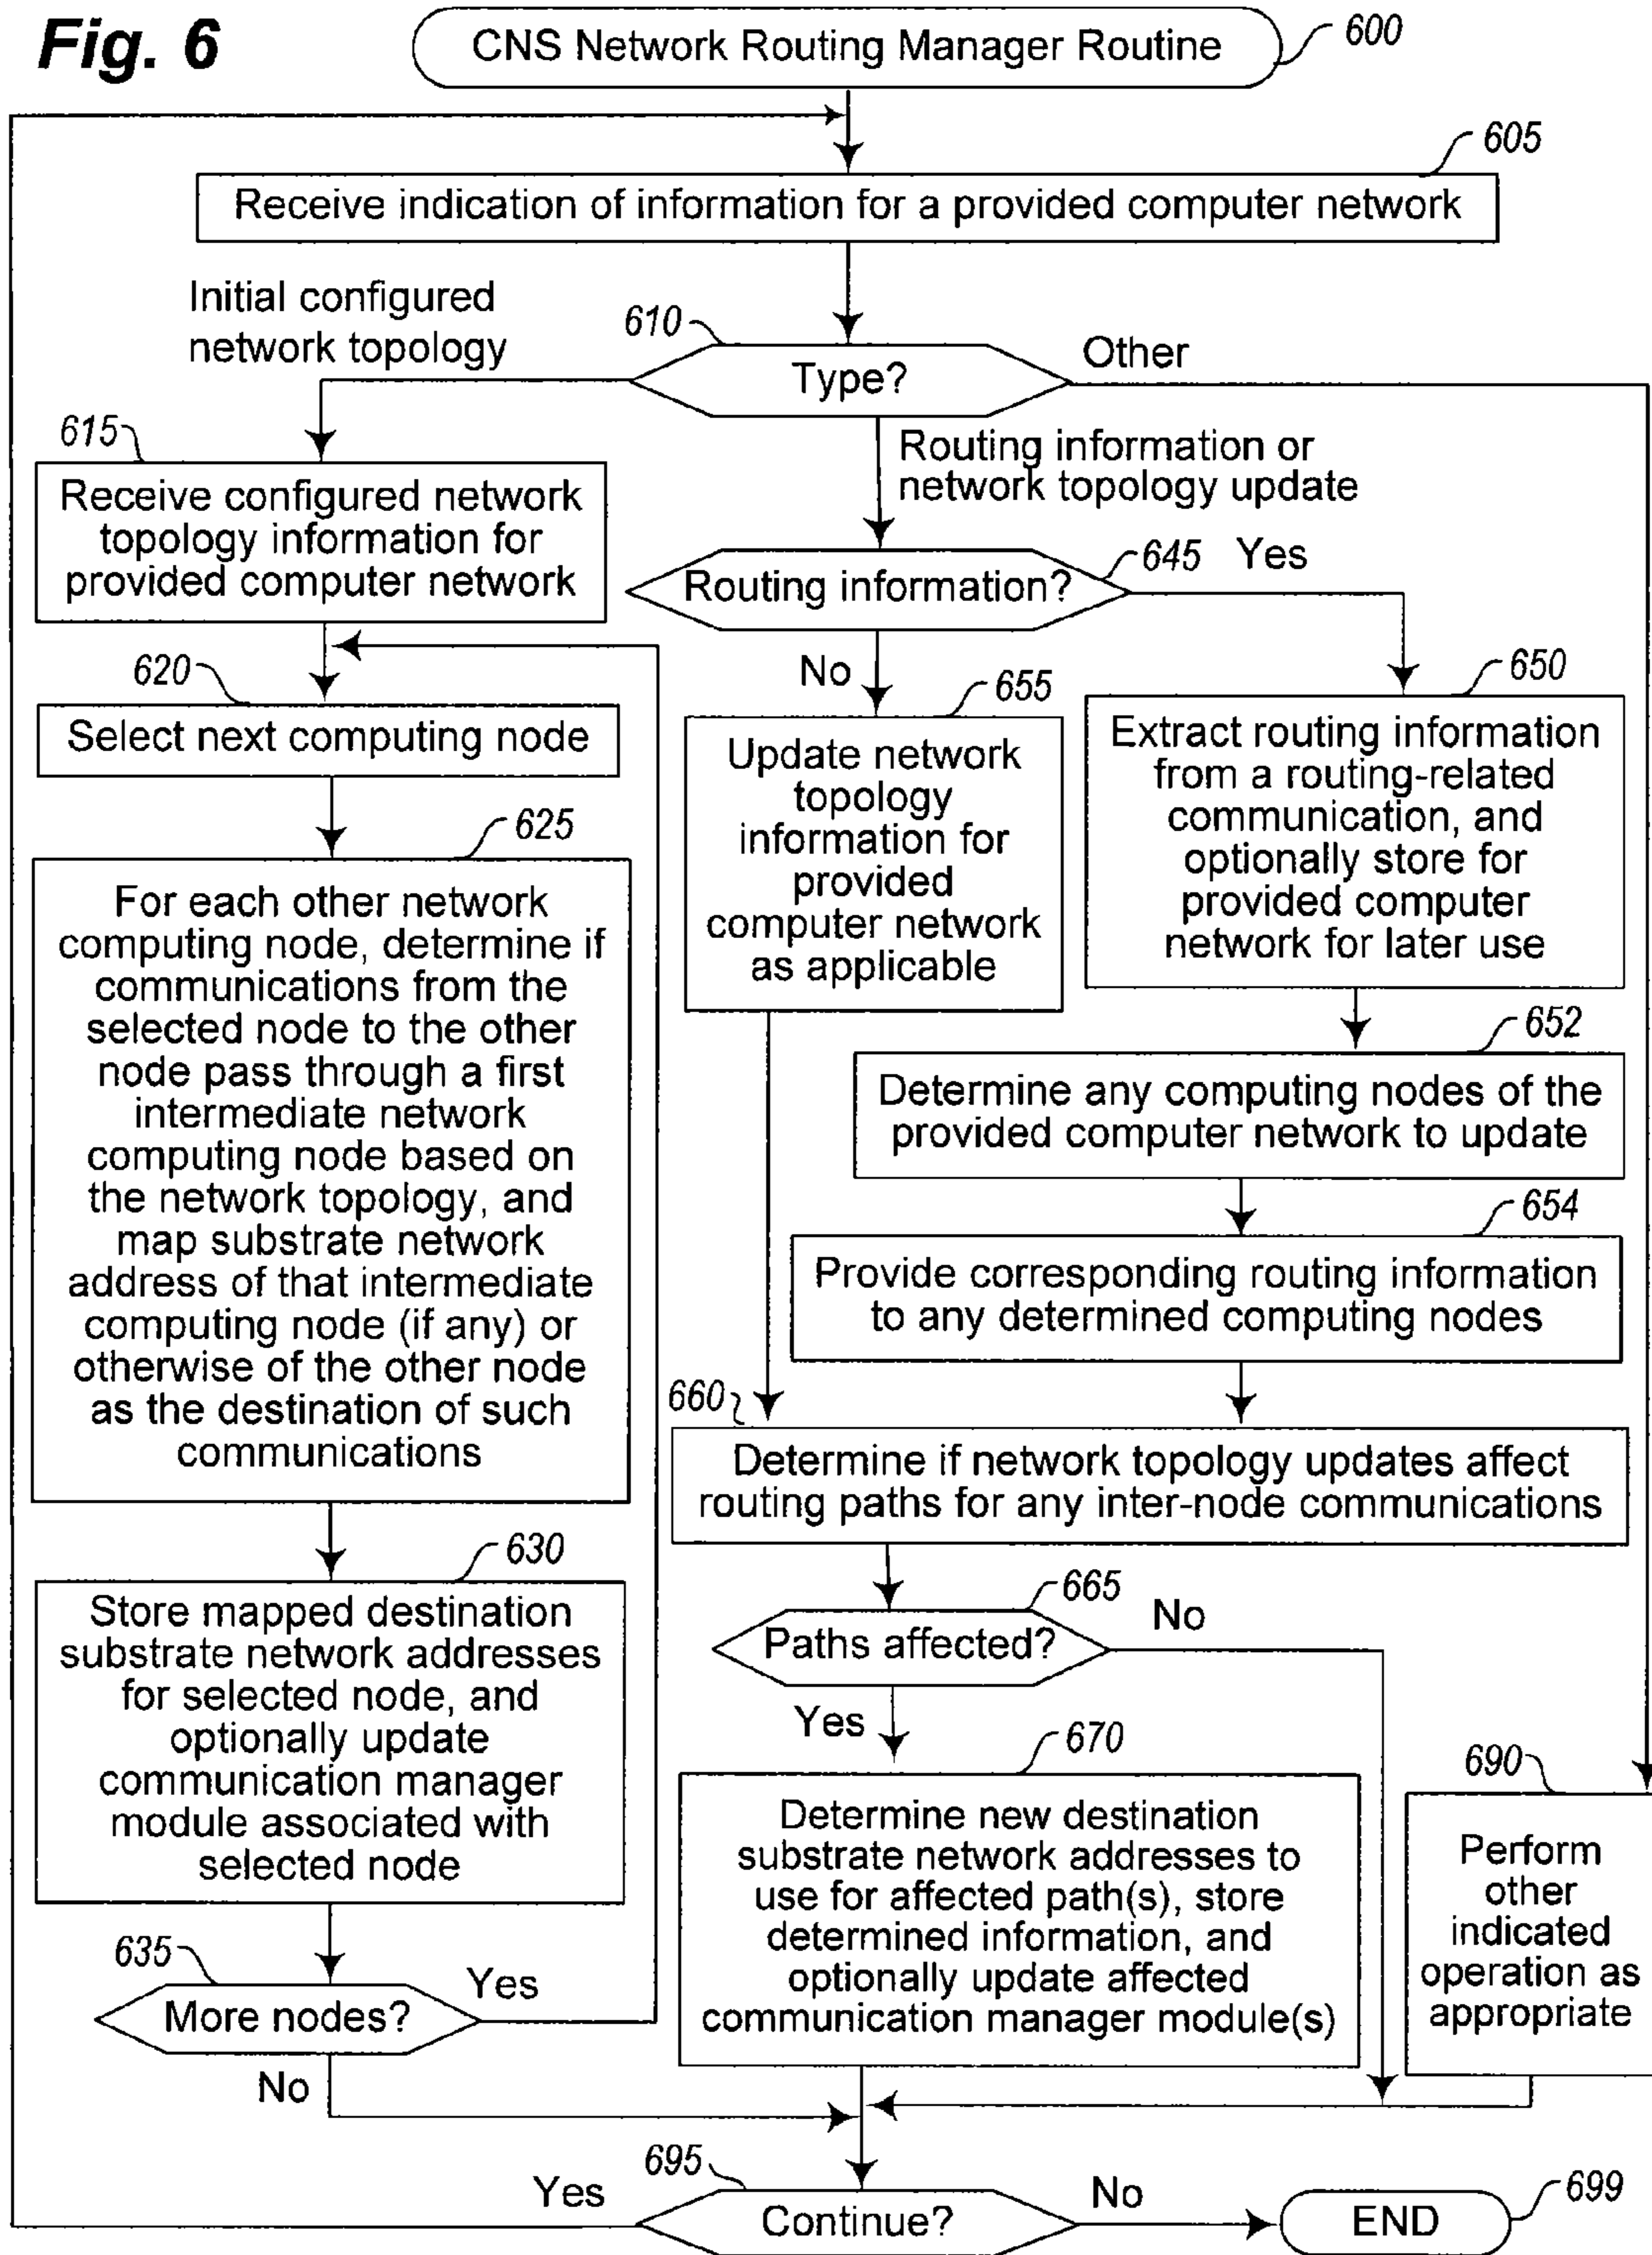 Fig. 6
CNS Network Routing Manager Routine
600
605
Receive indication of information for a provided computer network
Initial configured
network topology
610
Type?
Other
615
Receive configured network
topology information for
provided computer network
Routing information or
network topology update
Routing information?
645
Yes
No
620
Select next computing node
625
For each other network
computing node, determine if
communications from the
selected node to the other
node pass through a first
intermediate network
computing node based on
the network topology, and
map substrate network
address of that intermediate
computing node (if any) or
otherwise of the other node
as the destination of such
communications
655
Update network
topology
information for
provided
computer network
as applicable
650
Extract routing information
from a routing-related
communication, and
optionally store for
provided computer
network for later use
652
Determine any computing nodes of the
provided computer network to update
654
Provide corresponding routing information
to any determined computing nodes
660
Determine if network topology updates affect
routing paths for any inter-node communications
630
Store mapped destination
substrate network addresses
for selected node, and
optionally update
communication manager
module associated with
selected node
665
Paths affected?
No
Yes
670
Determine new destination
substrate network addresses to
use for affected path(s), store
determined information, and
optionally update affected
communication manager module(s)
690
Perform
other
indicated
operation as
appropriate
635
More nodes?
Yes
No
695
Yes
Continue?
No
END
699